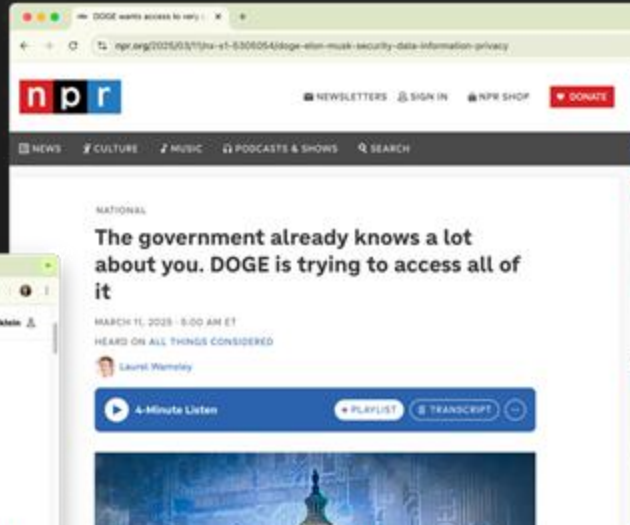 DOGE wants access to very
npr.org/2025/03/11/nx-s1-5305054/doge-elon-musk-security-data-information-privacy
npr
NEWSLETTERS SIGN IN NPR SHOP DONATE
NEWS CULTURE MUSIC PODCASTS & SHOWS SEARCH
NATIONAL
The government already knows a lot
about you. DOGE is trying to access all of
it
MARCH 11, 2025 · 5:00 AM ET
HEARD ON ALL THINGS CONSIDERED
Laurel Wamsley
4-Minute Listen + PLAYLIST TRANSCRIPT